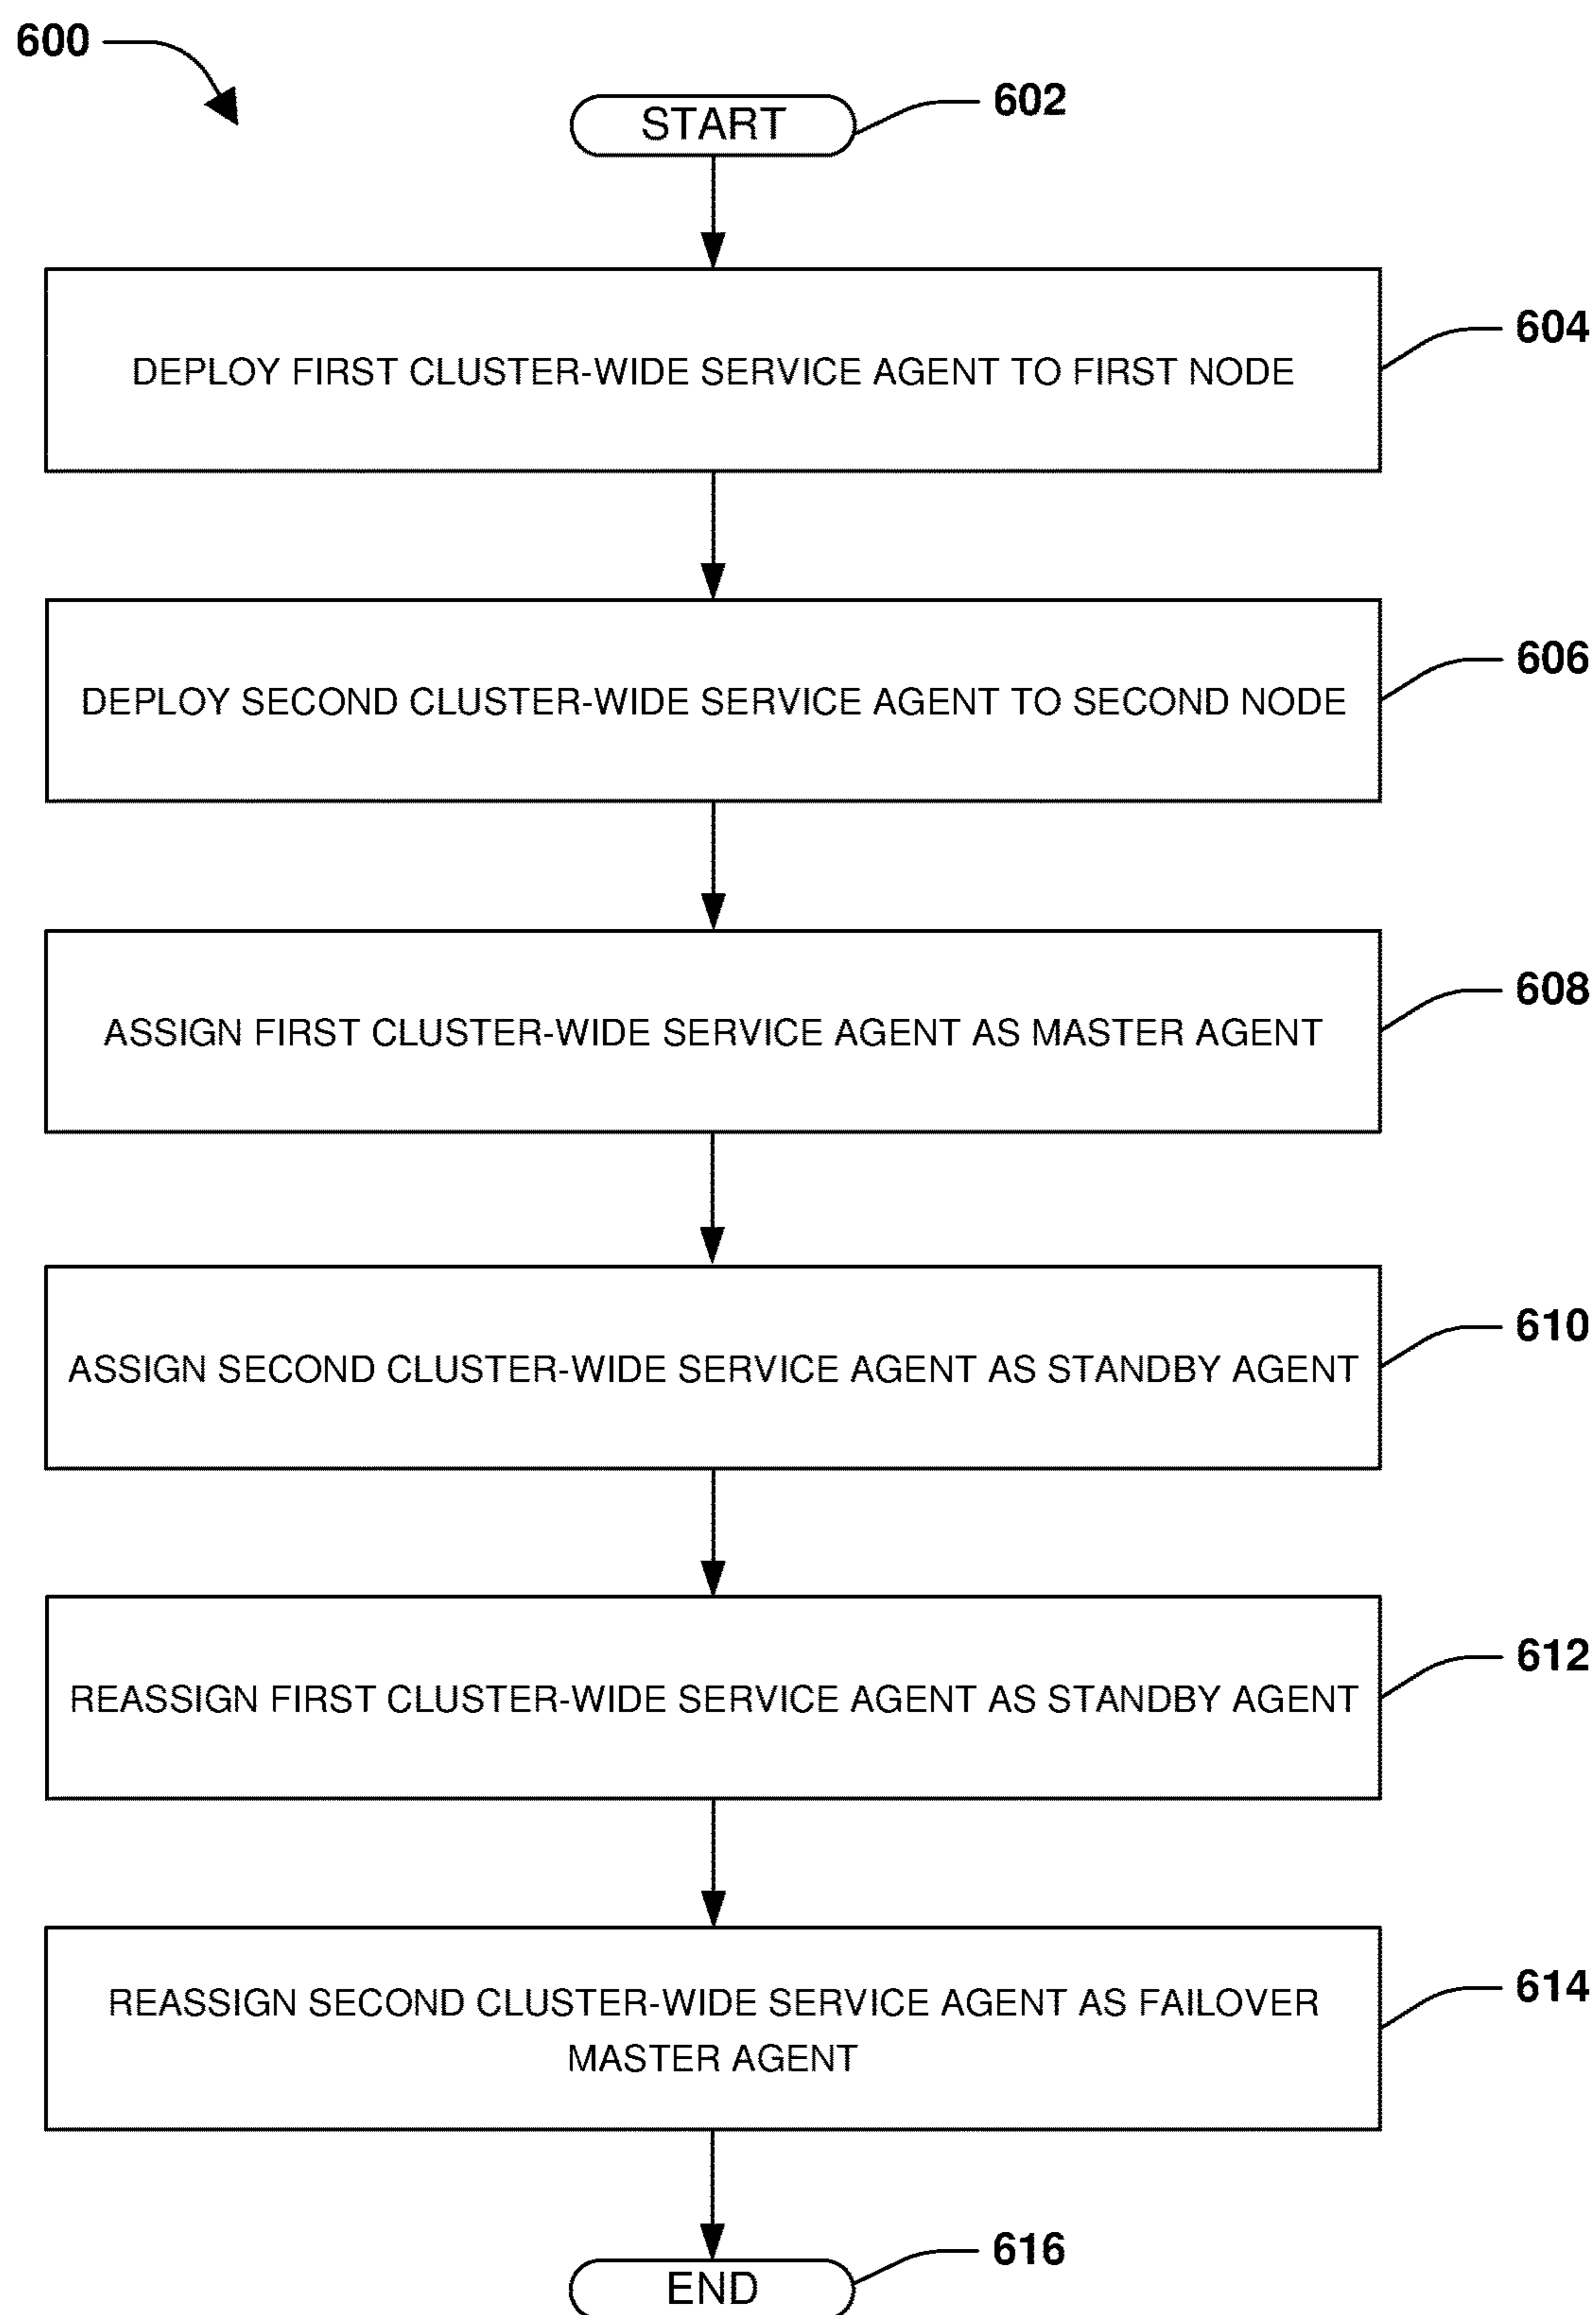 600
START
602
DEPLOY FIRST CLUSTER-WIDE SERVICE AGENT TO FIRST NODE
604
DEPLOY SECOND CLUSTER-WIDE SERVICE AGENT TO SECOND NODE
606
ASSIGN FIRST CLUSTER-WIDE SERVICE AGENT AS MASTER AGENT
608
ASSIGN SECOND CLUSTER-WIDE SERVICE AGENT AS STANDBY AGENT
610
REASSIGN FIRST CLUSTER-WIDE SERVICE AGENT AS STANDBY AGENT
612
REASSIGN SECOND CLUSTER-WIDE SERVICE AGENT AS FAILOVER
MASTER AGENT
614
END
616